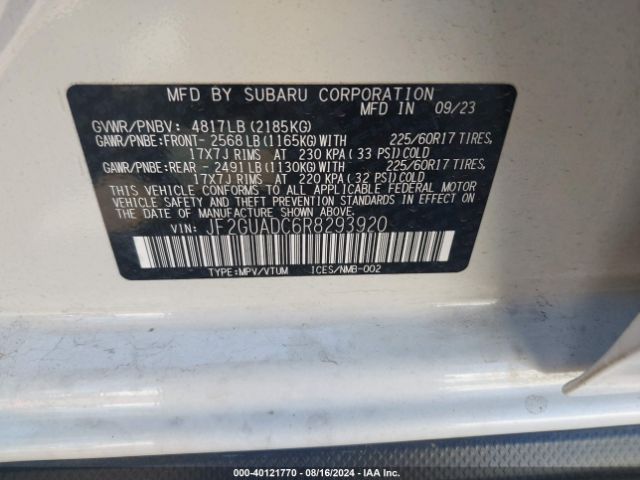 MFD BY SUBARU CORPORATION
MFD IN 09/23
GVWR/PNBV: 4817LB (2185KG)
GAWR/PNBE:FRONT- 2568LB (1165KG) WITH 225/60R17 TIRES,
17X7J RIMS AT 230 KPA (33 PSI) COLD
GAWR/PNBE:REAR -2491LB (1130KG) WITH 225/60R17 TIRES,
17X7J RIMS AT 220 KPA (32 PSI) COLD
THIS VEHICLE CONFORMS TO ALL APPLICABLE FEDERAL MOTOR
VEHICLE SAFETY AND THEFT PREVENTION STANDARDS IN EFFECT ON
THE DATE OF MANUFACTURE SHOWN ABOVE.
VIN: JF2GUADC6R8293920
TYPE:MPV/VTUM ICES/NMB-002
000-40121770 - 08/16/2024 - IAA Inc.